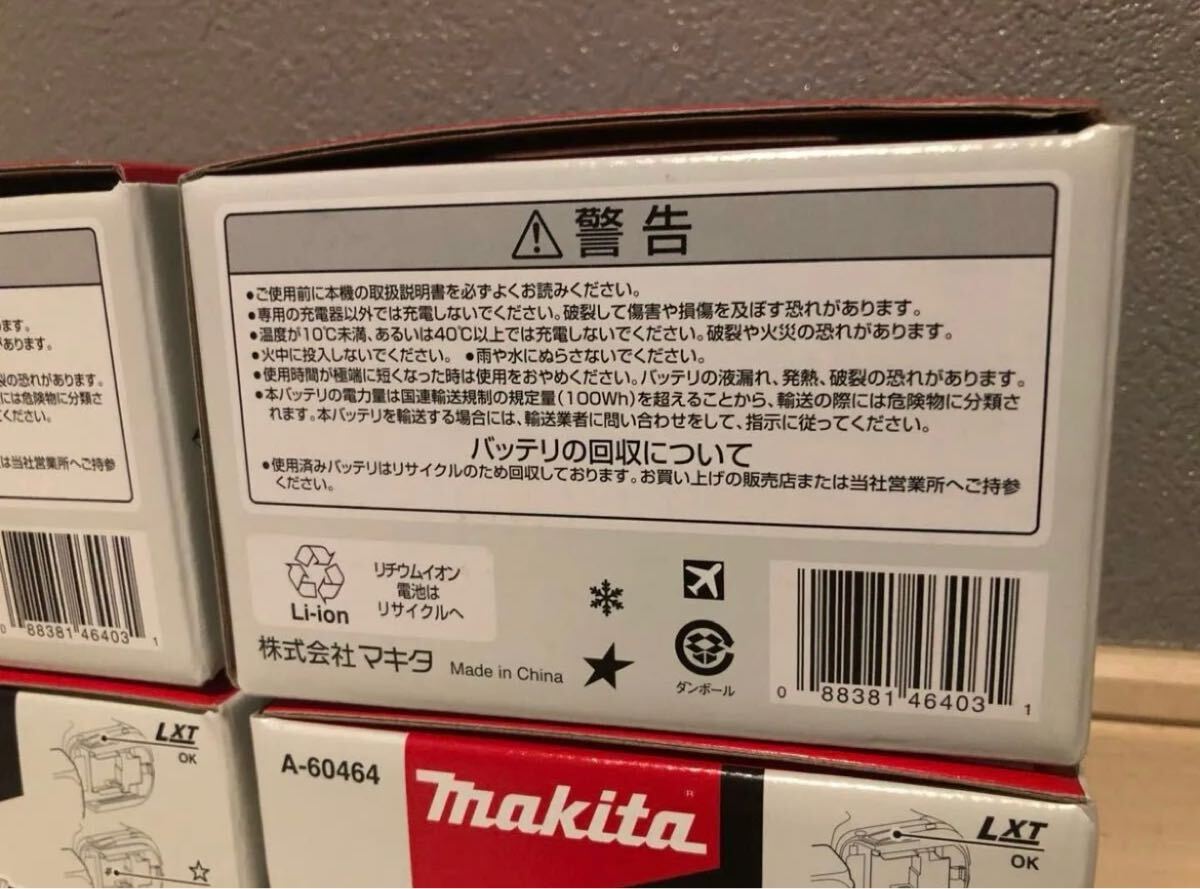 警告
●ご使用前に本機の取扱説明書を必ずよくお読みください。
●専用の充電器以外では充電しないでください。破裂して傷害や損傷を及ぼす恐れがあります。
●温度が10℃未満、あるいは40℃以上では充電しないでください。破裂や火災の恐れがあります。
●火中に投入しないでください。 ●雨や水にぬらさないでください。
●使用時間が極端に短くなった時は使用をおやめください。バッテリの液漏れ、発熱、破裂の恐れがあります。
●本バッテリの電力量は国連輸送規制の規定量(100Wh)を超えることから、輸送の際には危険物に分類さ
れます。本バッテリを輸送する場合には、輸送業者に問い合わせをして、指示に従ってください。
バッテリの回収について
●使用済みバッテリはリサイクルのため回収しております。お買い上げの販売店または当社営業所へご持参
ください。
Li-ion
リチウムイオン
電池は
リサイクルへ
株式会社マキタ Made in China
ダンボール
0 88381 46403 1
ます。
があります。
裂の恐れがあります。
には危険物に分類さ
ください。
は当社営業所へご持参
0 88381 46403 1
LXT
OK
A-60464
makita
®
LXT
OK